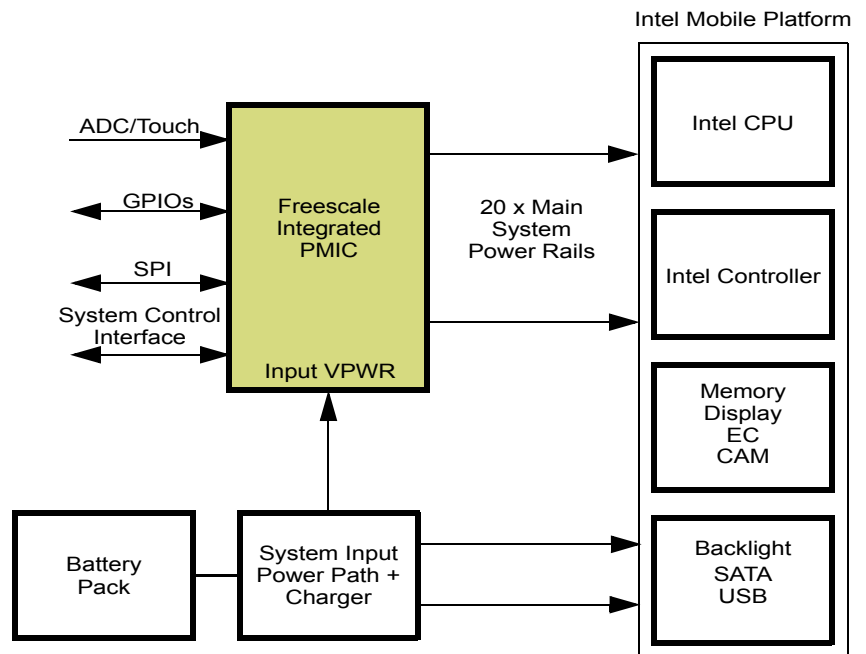 Intel Mobile Platform
ADC/Touch
GPIOs
SPI
System Control
Interface
Freescale
Integrated
PMIC
Input VPWR
20 x Main
System
Power Rails
Intel CPU
Intel Controller
Memory
Display
EC
CAM
Battery
Pack
System Input
Power Path +
Charger
Backlight
SATA
USB